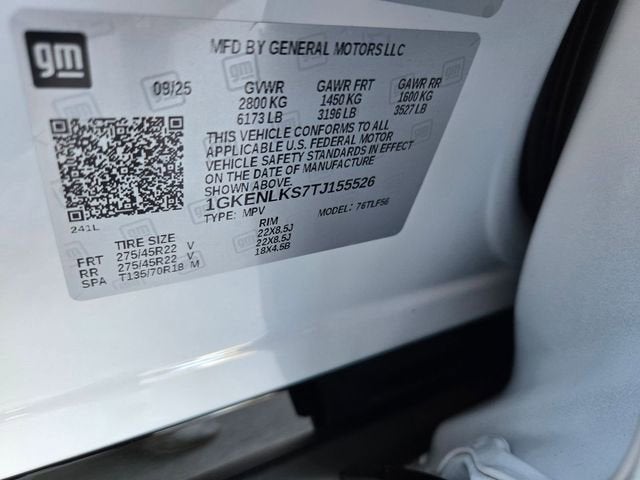 gm
MFD BY GENERAL MOTORS LLC
09/25 GVWR GAWR FRT GAWR RR
2800 KG 1450 KG 1600 KG
6173 LB 3196 LB 3527 LB
THIS VEHICLE CONFORMS TO ALL
APPLICABLE U.S. FEDERAL MOTOR
VEHICLE SAFETY STANDARDS IN EFFECT
ON THE DATE OF MANUFACTURE
SHOWN ABOVE.
1GKENLKS7TJ155526
TYPE: MPV MODEL: 76TLF56
241L
TIRE SIZE RIM
FRT 275/45R22 V 22X8.5J
RR 275/45R22 V 22X8.5J
SPA T135/70R18 M 18X4.5B